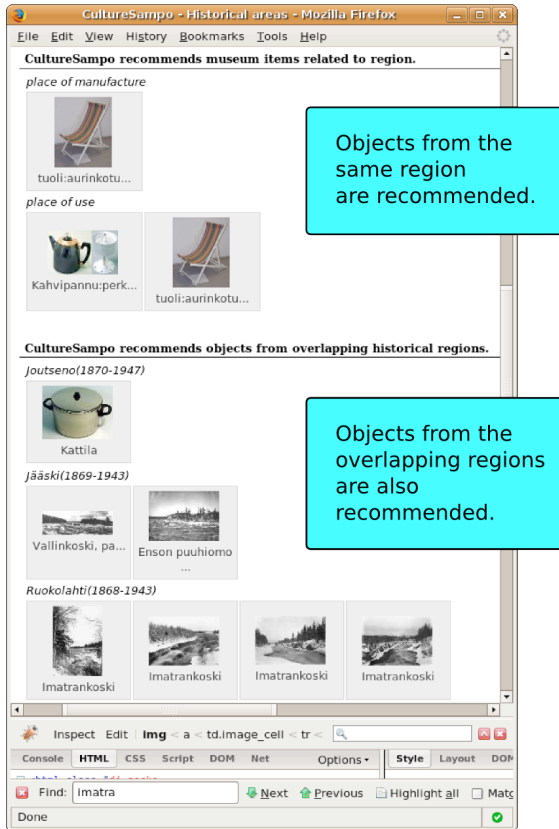 CultureSampo - Historical areas - Mozilla Firefox
File Edit View History Bookmarks Tools Help
CultureSampo recommends museum items related to region.
place of manufacture
tuoli:aurinkotu...
Objects from the
same region
are recommended.
place of use
Kahvipannu:perk...
tuoli:aurinkotu...
CultureSampo recommends objects from overlapping historical regions.
Joutseno(1870-1947)
Kattila
Objects from the
overlapping regions
are also
recommended.
Jääski(1869-1943)
Vallinkoski, pa...
Enson puuhiomo
...
Ruokolahti(1868-1943)
Imatrankoski
Imatrankoski
Imatrankoski
Imatrankoski
Inspect Edit img < a < td.image_cell < tr <
Console HTML CSS Script DOM Net Options Style Layout DOM
Find: imatra Next Previous Highlight all Matc
Done